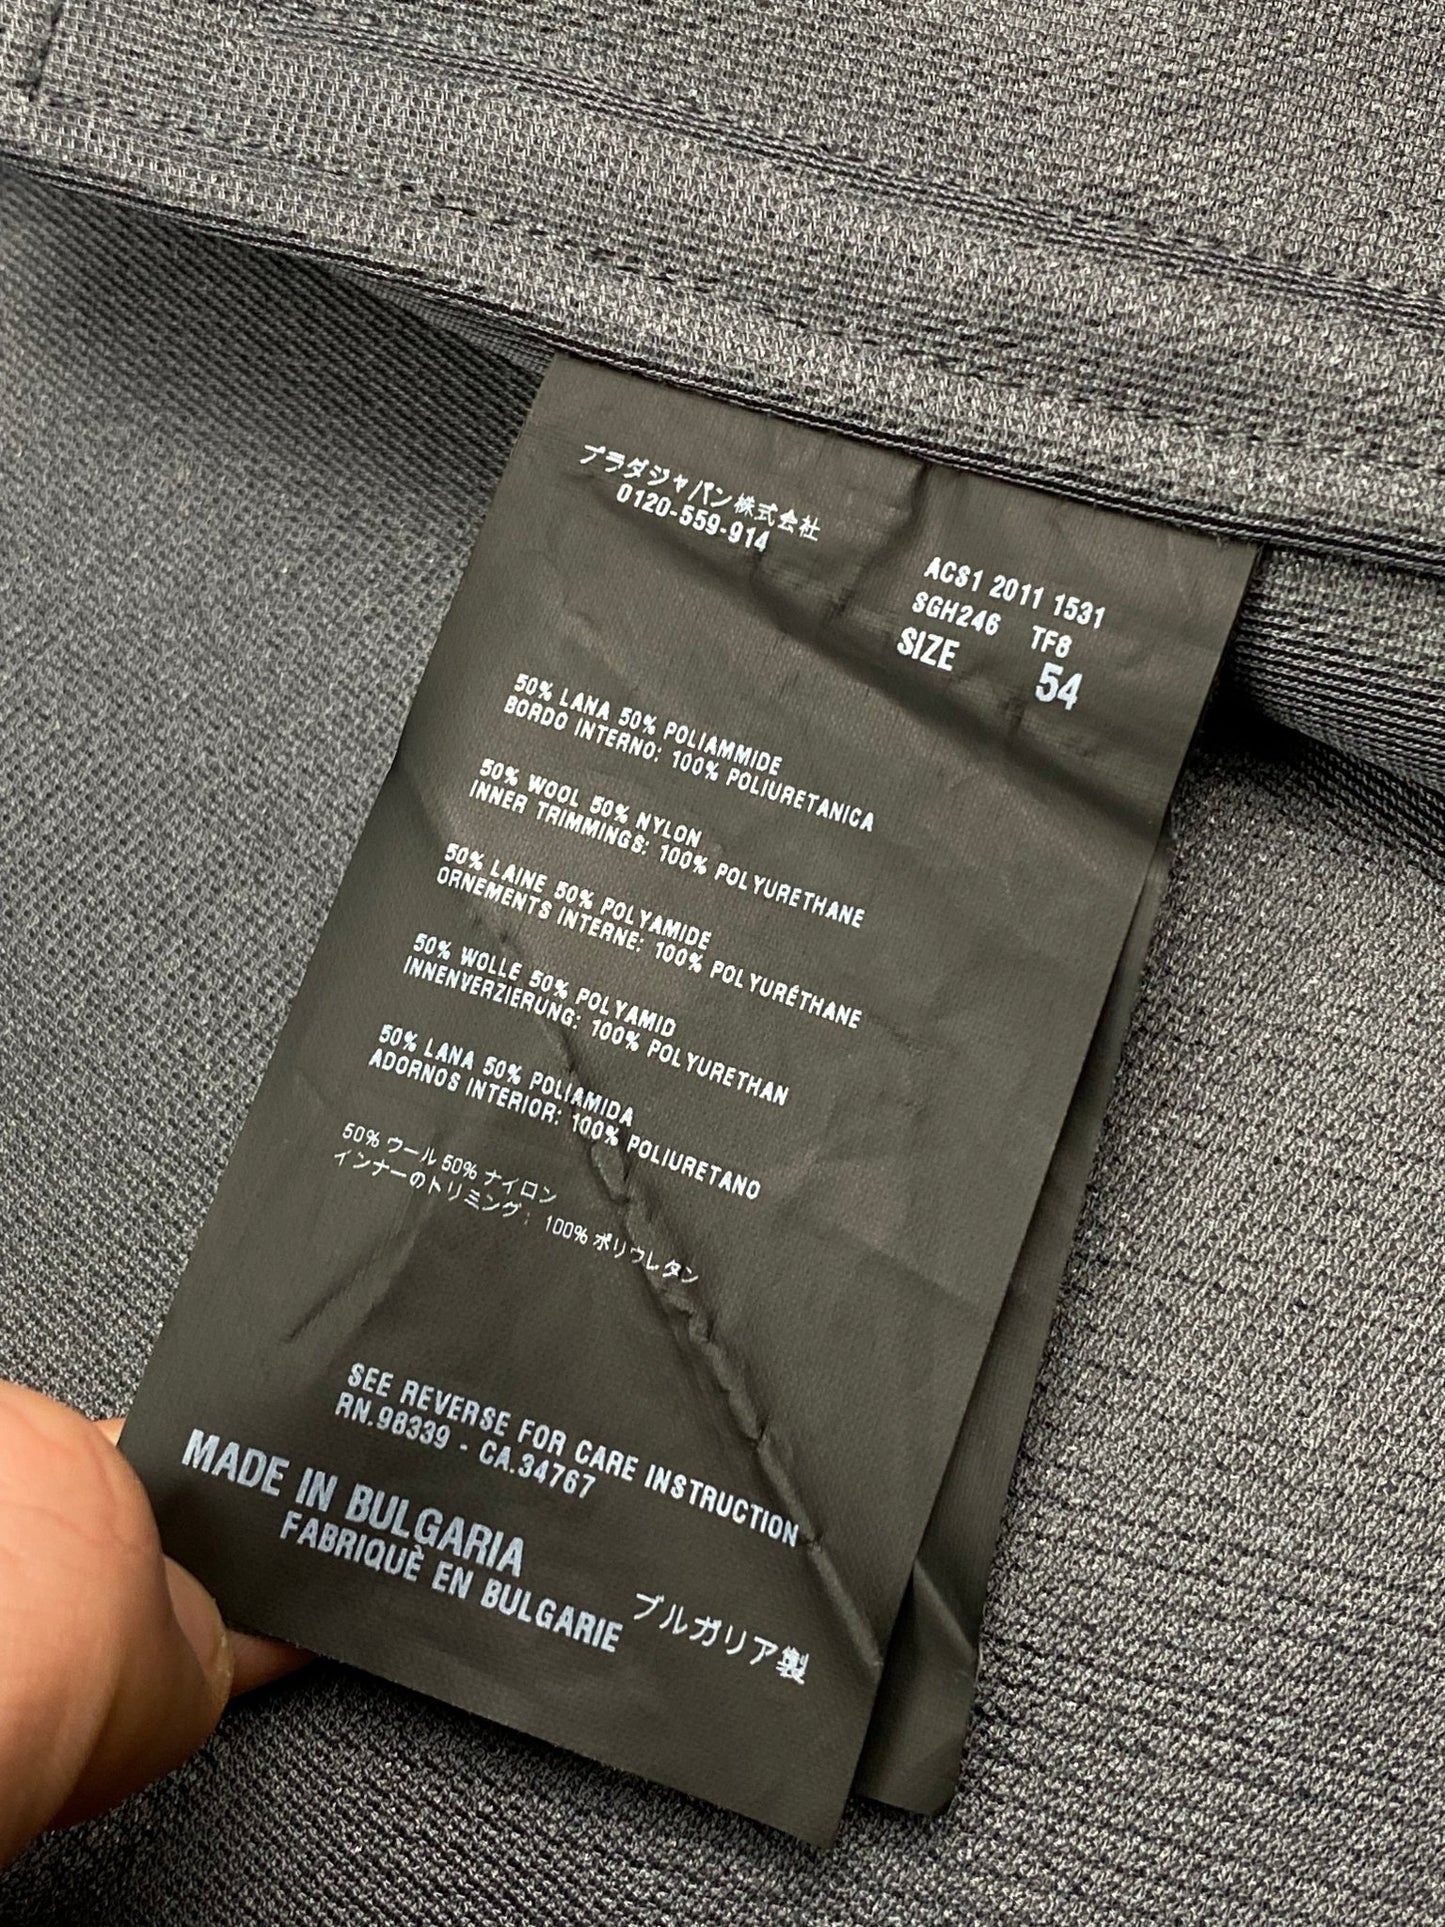 プラダジャパン株式会社
0120-559-914
ACS1 2011 1531
SGH246 TF8
SIZE 54
50% LANA 50% POLIAMMIDE
BORDO INTERNO: 100% POLIURETANICA
50% WOOL 50% NYLON
INNER TRIMMINGS: 100% POLYURETHANE
50% LAINE 50% POLYAMIDE
ORNEMENTS INTERNE: 100% POLYURÉTHANE
50% WOLLE 50% POLYAMID
INNENVERZIERUNG: 100% POLYURETHAN
50% LANA 50% POLIAMIDA
ADORNOS INTERIOR: 100% POLIURETANO
50% ウール 50% ナイロン
インナーのトリミング: 100% ポリウレタン
SEE REVERSE FOR CARE INSTRUCTION
RN.98339 - CA.34767
MADE IN BULGARIA
FABRIQUÈ EN BULGARIE
ブルガリア製